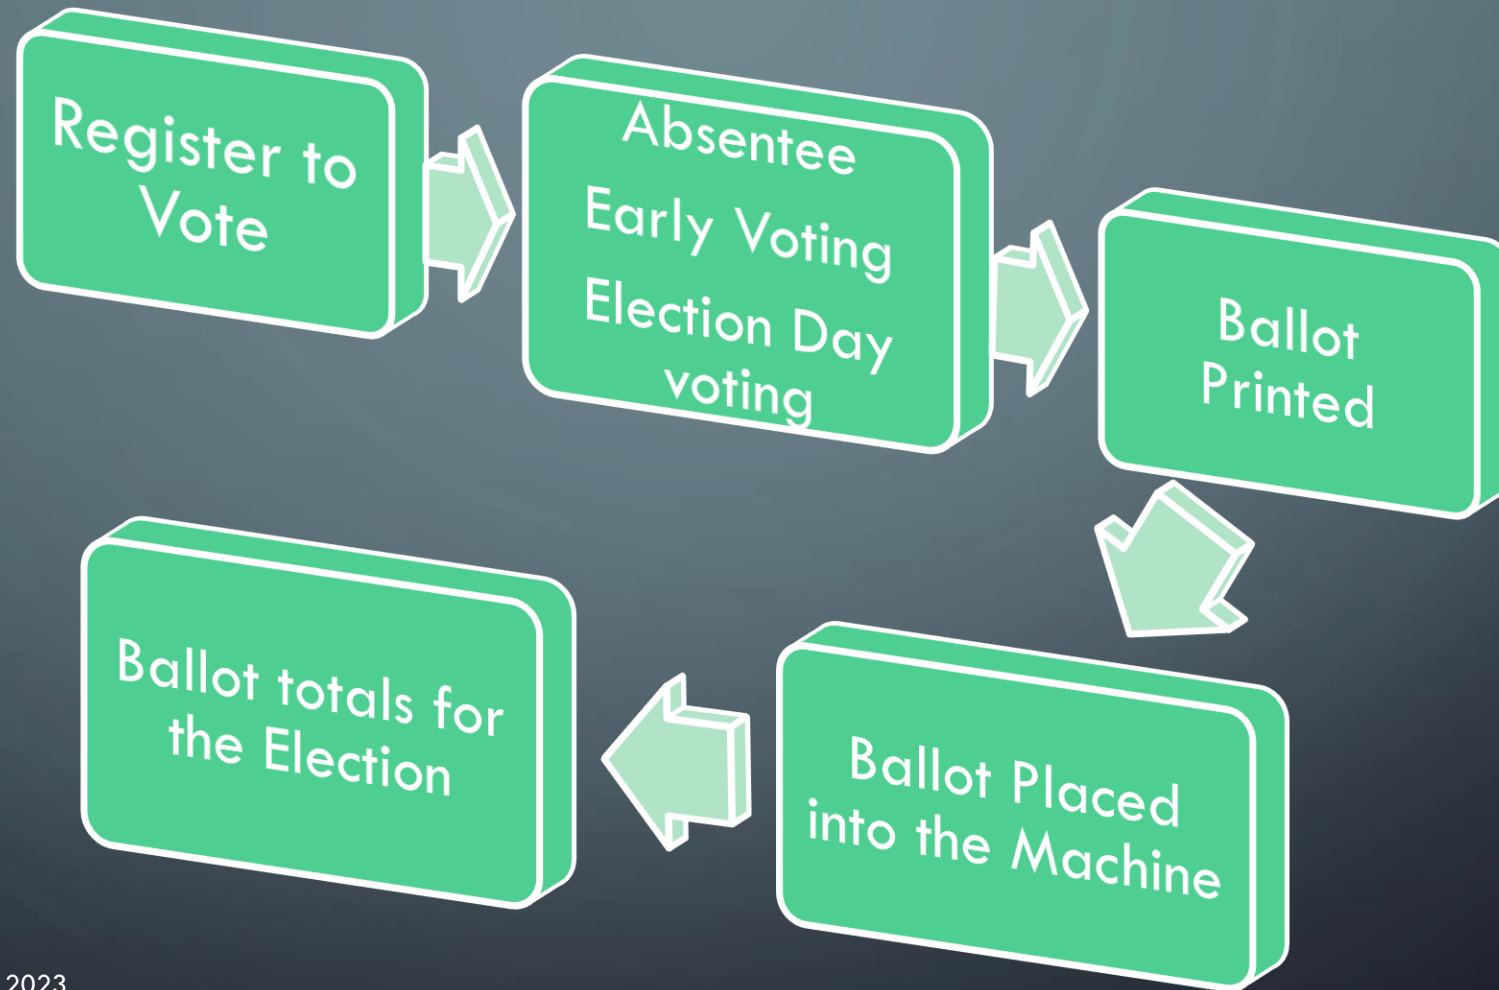 Register to
Vote
Absentee
Early Voting
Election Day
voting
Ballot
Printed
Ballot Placed
into the Machine
Ballot totals for
the Election
2023